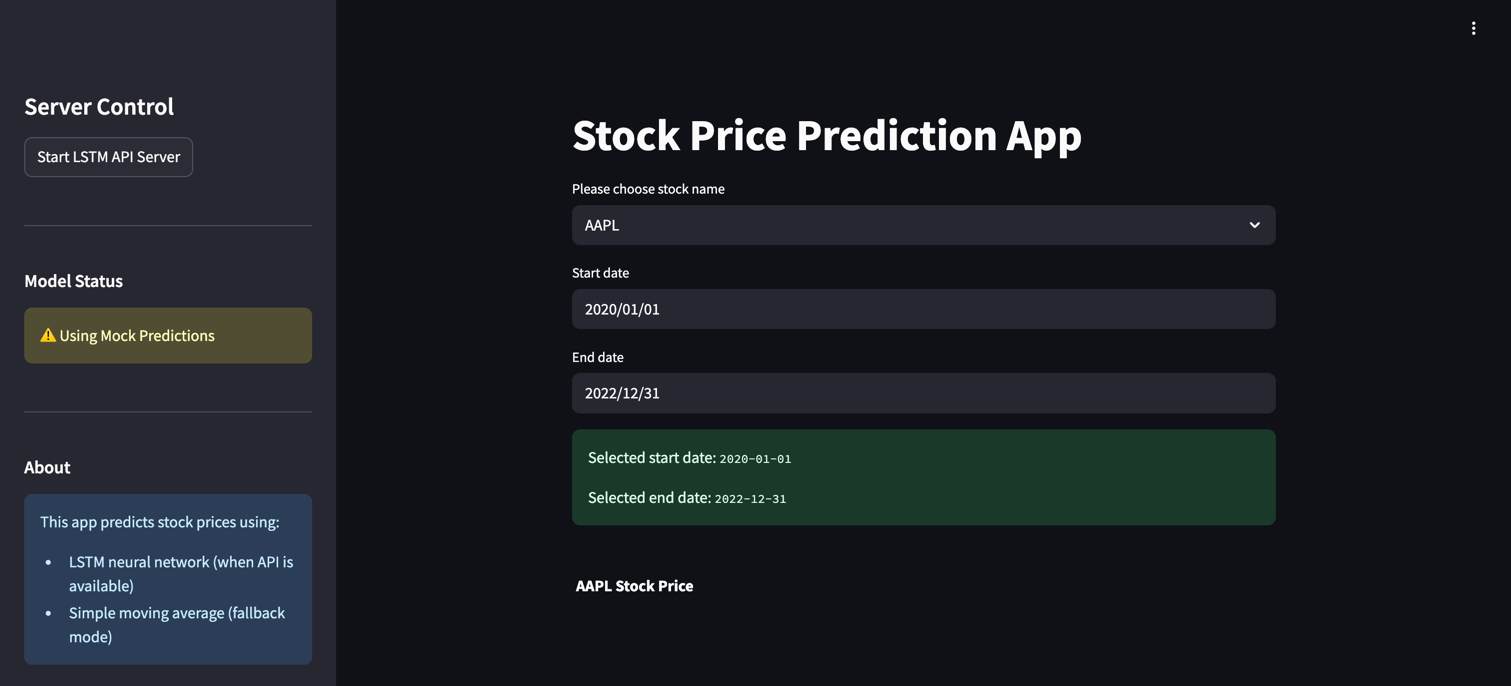 Server Control
Start LSTM API Server
Model Status
⚠️ Using Mock Predictions
About
This app predicts stock prices using:
• LSTM neural network (when API is
available)
• Simple moving average (fallback
mode)
Stock Price Prediction App
Please choose stock name
AAPL
Start date
2020/01/01
End date
2022/12/31
Selected start date: 2020-01-01
Selected end date: 2022-12-31
AAPL Stock Price